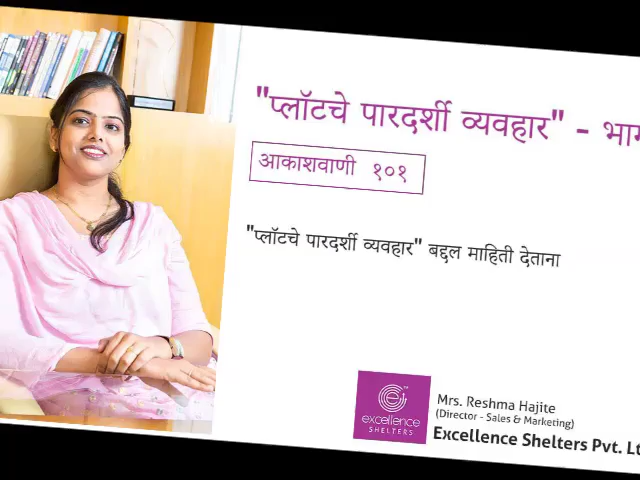 "प्लॉटचे पारदर्शी व्यवहार" - भाग
आकाशवाणी १०१
"प्लॉटचे पारदर्शी व्यवहार" बद्दल माहिती देताना
excellence
SHELTERS
TM
Mrs. Reshma Hajite
(Director - Sales & Marketing)
Excellence Shelters Pvt. Lt